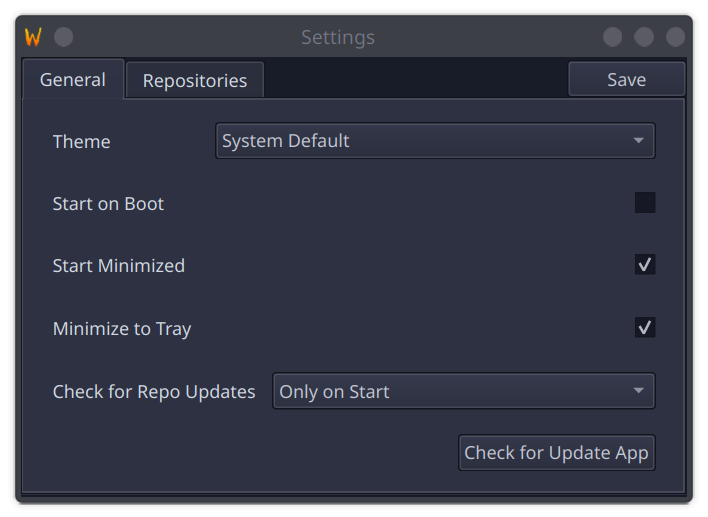 W
Settings
General
Repositories
Save
Theme
System Default
Start on Boot
Start Minimized
Minimize to Tray
Check for Repo Updates
Only on Start
Check for Update App